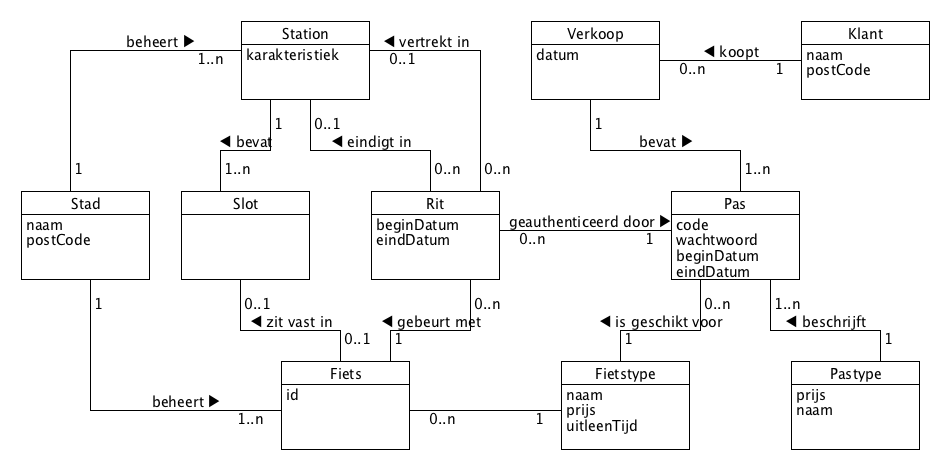 Station
karakteristiek
Verkoop
datum
Klant
naam
postCode
beheert ▶
1..n
◀ vertrekt in
0..1
◀ koopt
0..n
1
1
◀ bevat
1..n
0..1
◀ eindigt in
0..n
0..n
1
bevat ▶
1..n
1
Stad
naam
postCode
Slot
Rit
beginDatum
eindDatum
geauthenticeerd door ▶
0..n
1
Pas
code
wachtwoord
beginDatum
eindDatum
1
0..1
◀ zit vast in
0..1
0..n
◀ gebeurt met
1
0..n
◀ is geschikt voor
1
1..n
◀ beschrijft
1
beheert ▶
1..n
Fiets
id
0..n
1
Fietstype
naam
prijs
uitleenTijd
Pastype
prijs
naam